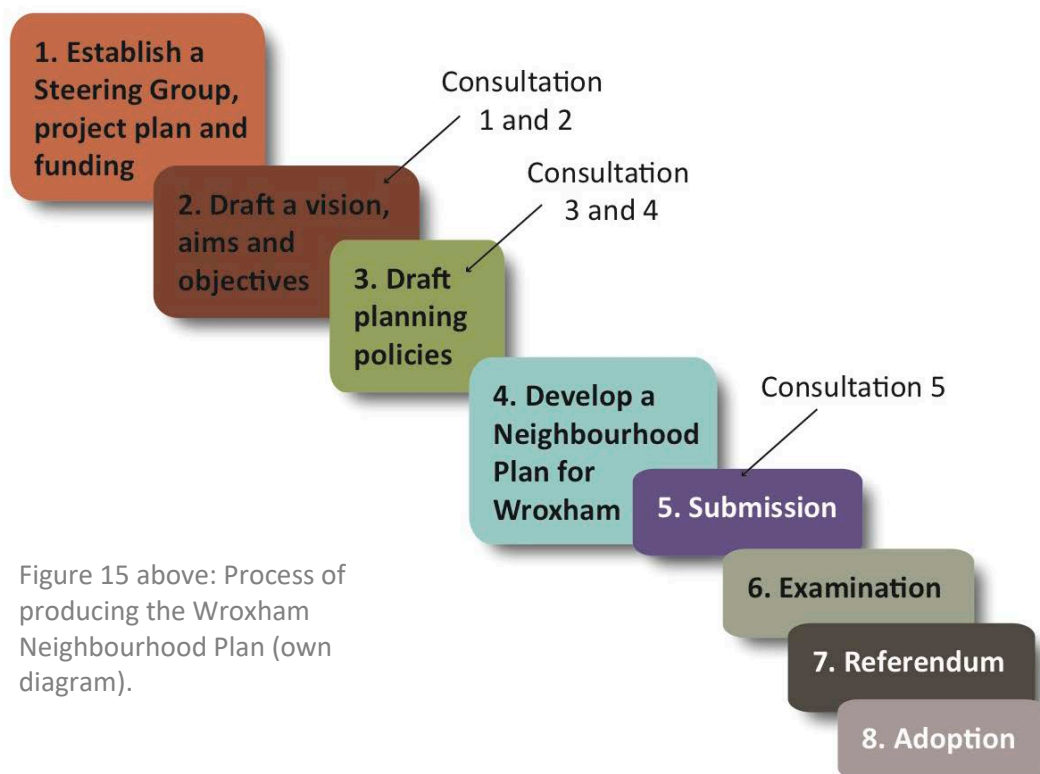 1. Establish a
Steering Group,
project plan and
funding
Consultation
1 and 2
2. Draft a vision,
aims and
objectives
Consultation
3 and 4
3. Draft
planning
policies
4. Develop a
Neighbourhood
Plan for
Wroxham
Consultation 5
5. Submission
6. Examination
7. Referendum
8. Adoption
Figure 15 above: Process of
producing the Wroxham
Neighbourhood Plan (own
diagram).